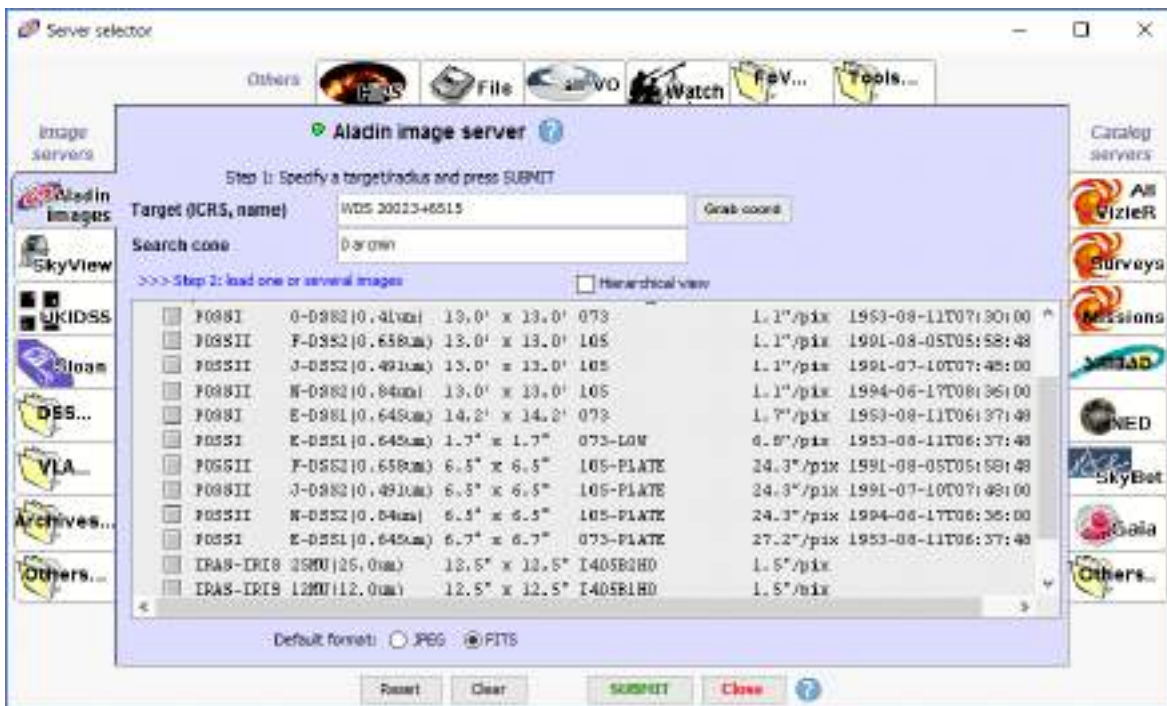 Server selector
Others HiPS File all VO Watch FoV... Tools...
Image servers
Aladin images
SkyView
UKIDSS
Sloan
DSS...
VLA...
Archives...
Others...
Aladin image server ?
Step 1: Specify a target/radius and press SUBMIT
Target (ICRS, name) WDS 20023+6515 Grab coord
Search cone 0 arcmin
>>> Step 2: load one or several images Hierarchical view
POSSI O-DSS2(0.41um) 13.0' x 13.0' 073 1.1"/pix 1953-08-11T07:30:00
POSSII F-DSS2(0.658um) 13.0' x 13.0' 105 1.1"/pix 1991-08-05T05:58:48
POSSII J-DSS2(0.491um) 13.0' x 13.0' 105 1.1"/pix 1991-07-10T07:48:00
POSSII N-DSS2(0.84um) 13.0' x 13.0' 105 1.1"/pix 1994-06-17T08:36:00
POSSI E-DSS1(0.645um) 14.2' x 14.2' 073 1.7"/pix 1953-08-11T06:37:48
POSSI E-DSS1(0.645um) 1.7° x 1.7° 073-LOW 6.8"/pix 1953-08-11T06:37:48
POSSII F-DSS2(0.658um) 6.5° x 6.5° 105-PLATE 24.3"/pix 1991-08-05T05:58:48
POSSII J-DSS2(0.491um) 6.5° x 6.5° 105-PLATE 24.3"/pix 1991-07-10T07:48:00
POSSII N-DSS2(0.84um) 6.5° x 6.5° 105-PLATE 24.3"/pix 1994-06-17T08:36:00
POSSI E-DSS1(0.645um) 6.7° x 6.7° 073-PLATE 27.2"/pix 1953-08-11T06:37:48
IRAS-IRIS 25MU(25.0um) 12.5° x 12.5° I405B2H0 1.5"/pix
IRAS-IRIS 12MU(12.0um) 12.5° x 12.5° I405B1H0 1.5"/pix
Default format: JPEG FITS
Reset Clear SUBMIT Close ?
Catalog servers
All VizieR
Surveys
Missions
SIMBAD
NED
SkyBot
Gaia
Others...